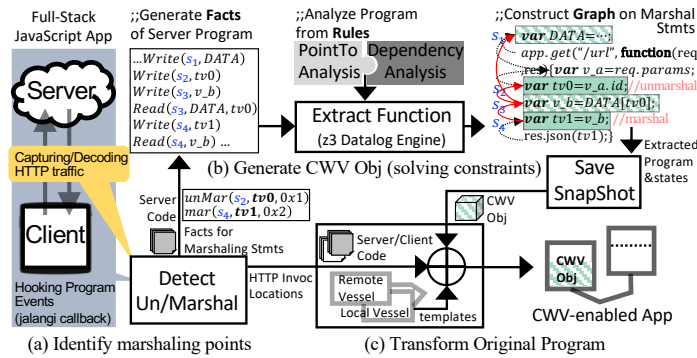 Full-Stack
JavaScript App
Server
Capturing/Decoding
HTTP traffic
Client
Hooking Program
Events
(jalangi callback)
(a) Identify marshaling points
;;Generate Facts
of Server Program
...Write(s1, DATA)
Write(s2, tv0)
Write(s3, v_b)
Read(s3, DATA, tv0)
Write(s4, tv1)
Read(s4, v_b) ...
;;Analyze Program
from Rules
PointTo
Analysis
Dependency
Analysis
Extract Function
(z3 Datalog Engine)
;;Construct Graph on Marshal
Stmts
var DATA=⋯;
app.get("/url", function(req
res){var v_a=req.params;
var tv0=v_a.id; //unmarshal
var v_b=DATA[tv0];
var tv1=v_b; //marshal
res.json(tv1);}
(b) Generate CWV Obj (solving constraints)
Extracted
Program
&states
Save
SnapShot
Server
Code
unMar(s2, tv0, 0x1)
mar(s4, tv1, 0x2)
Facts for
Marshaling Stmts
Detect
Un/Marshal
HTTP Invoc
Locations
CWV
Obj
Server/Client
Code
Remote
Vessel
Local Vessel
templates
CWV
Obj
CWV-enabled App
(c) Transform Original Program